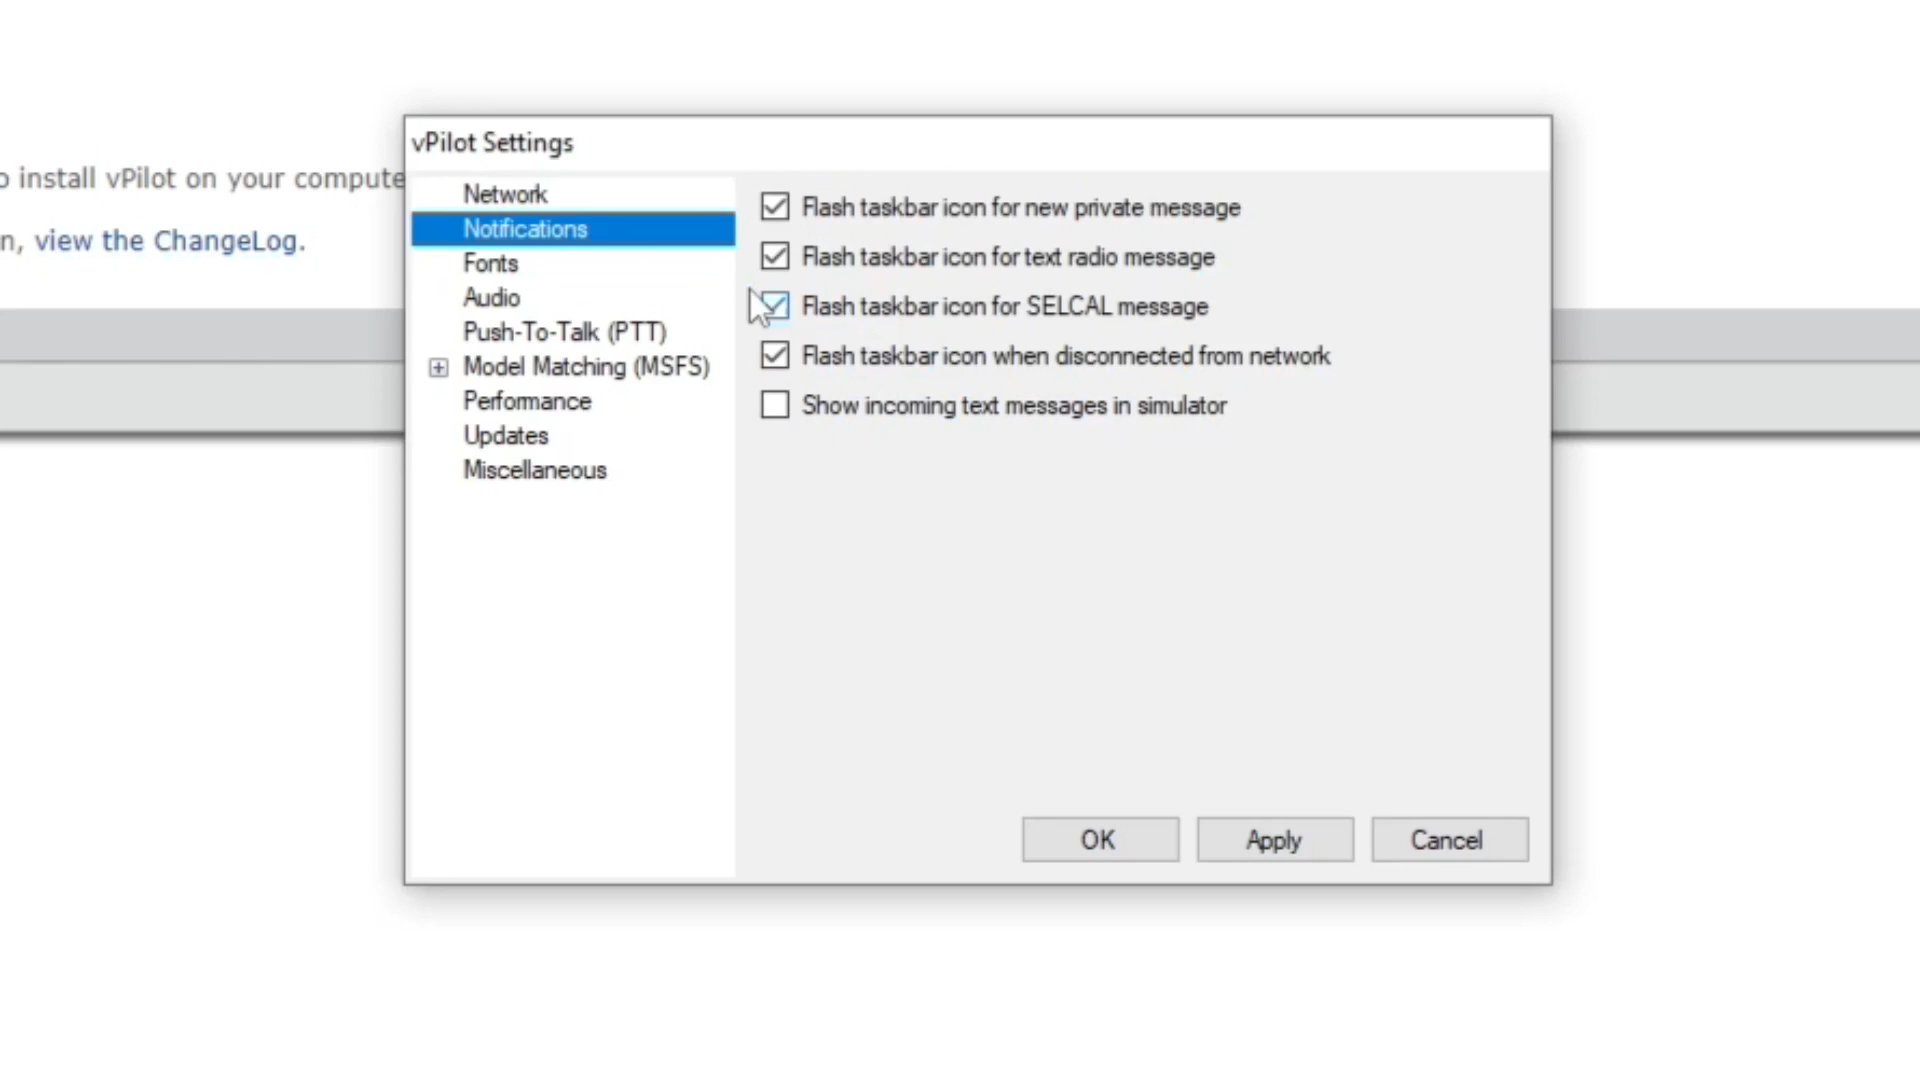 vPilot Settings
o install vPilot on your compute
n, view the ChangeLog.
Network
Notifications
Fonts
Audio
Push-To-Talk (PTT)
Model Matching (MSFS)
Performance
Updates
Miscellaneous
Flash taskbar icon for new private message
Flash taskbar icon for text radio message
Flash taskbar icon for SELCAL message
Flash taskbar icon when disconnected from network
Show incoming text messages in simulator
OK
Apply
Cancel